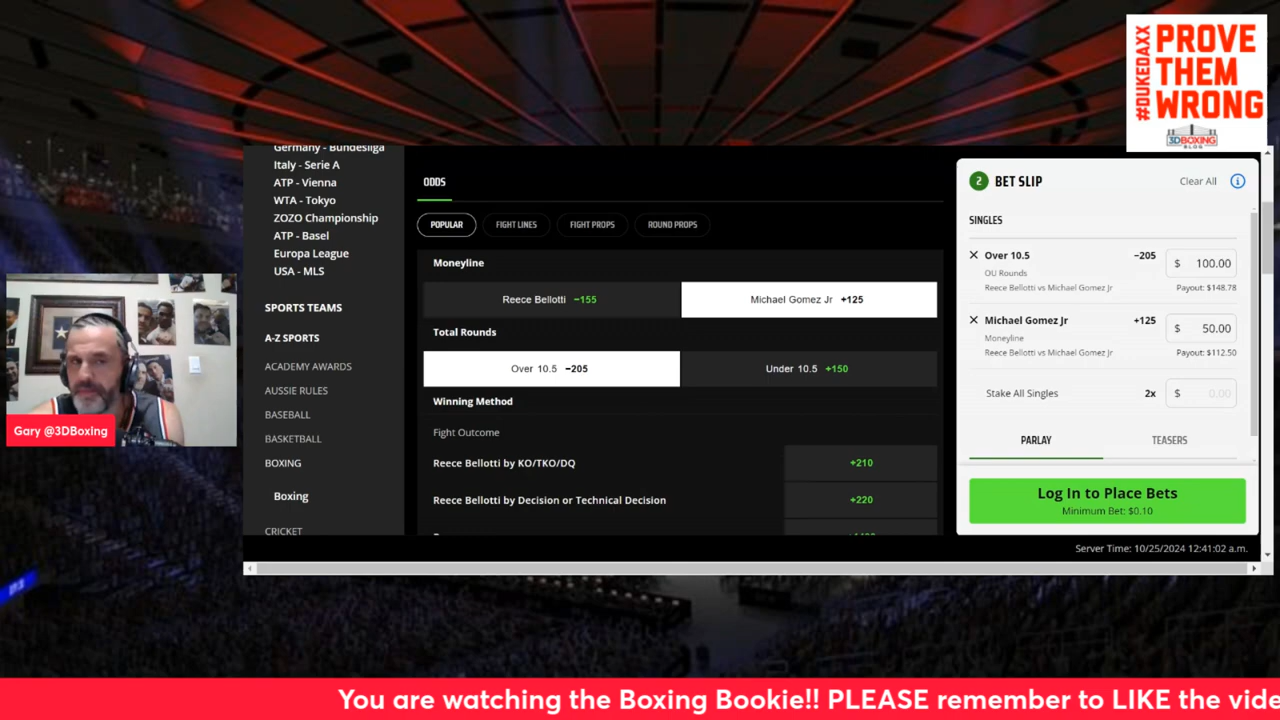 #DUKEDAXX
PROVE
THEM
WRONG
3DBOXING
BLOG
Germany - Bundesliga
Italy - Serie A
ATP - Vienna
WTA - Tokyo
ZOZO Championship
ATP - Basel
Europa League
USA - MLS
SPORTS TEAMS
A-Z SPORTS
ACADEMY AWARDS
AUSSIE RULES
BASEBALL
BASKETBALL
BOXING
Boxing
CRICKET
ODDS
POPULAR FIGHT LINES FIGHT PROPS ROUND PROPS
Moneyline
Reece Bellotti −155 Michael Gomez Jr +125
Total Rounds
Over 10.5 −205 Under 10.5 +150
Winning Method
Fight Outcome
Reece Bellotti by KO/TKO/DQ +210
Reece Bellotti by Decision or Technical Decision +220
2 BET SLIP Clear All
SINGLES
Over 10.5 −205 $ 100.00
OU Rounds
Reece Bellotti vs Michael Gomez Jr Payout: $148.78
Michael Gomez Jr +125 $ 50.00
Moneyline
Reece Bellotti vs Michael Gomez Jr Payout: $112.50
Stake All Singles 2x $ 0.00
PARLAY TEASERS
Log In to Place Bets
Minimum Bet: $0.10
Server Time: 10/25/2024 12:41:02 a.m.
Gary @3DBoxing
You are watching the Boxing Bookie!! PLEASE remember to LIKE the vide